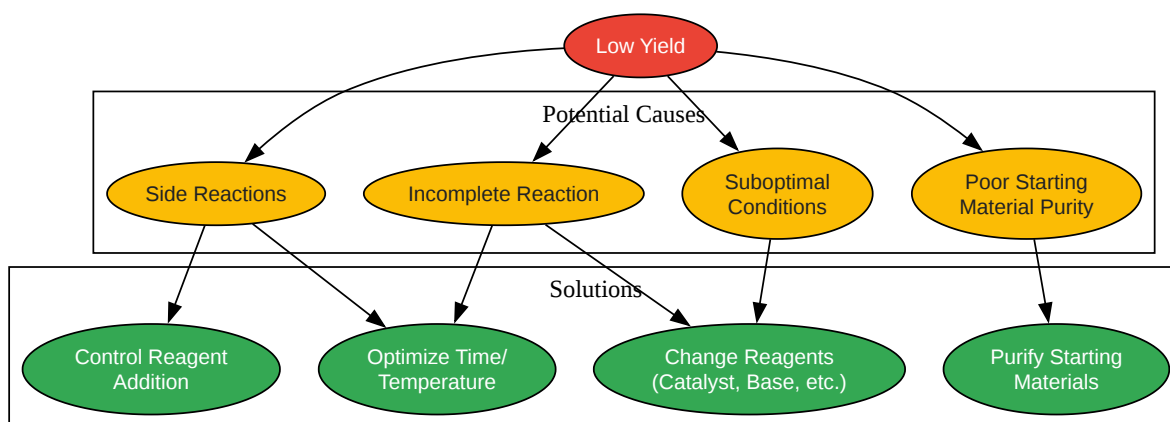 Low Yield
Potential Causes
Side Reactions
Incomplete Reaction
Suboptimal
Conditions
Poor Starting
Material Purity
Solutions
Control Reagent
Addition
Optimize Time/
Temperature
Change Reagents
(Catalyst, Base, etc.)
Purify Starting
Materials